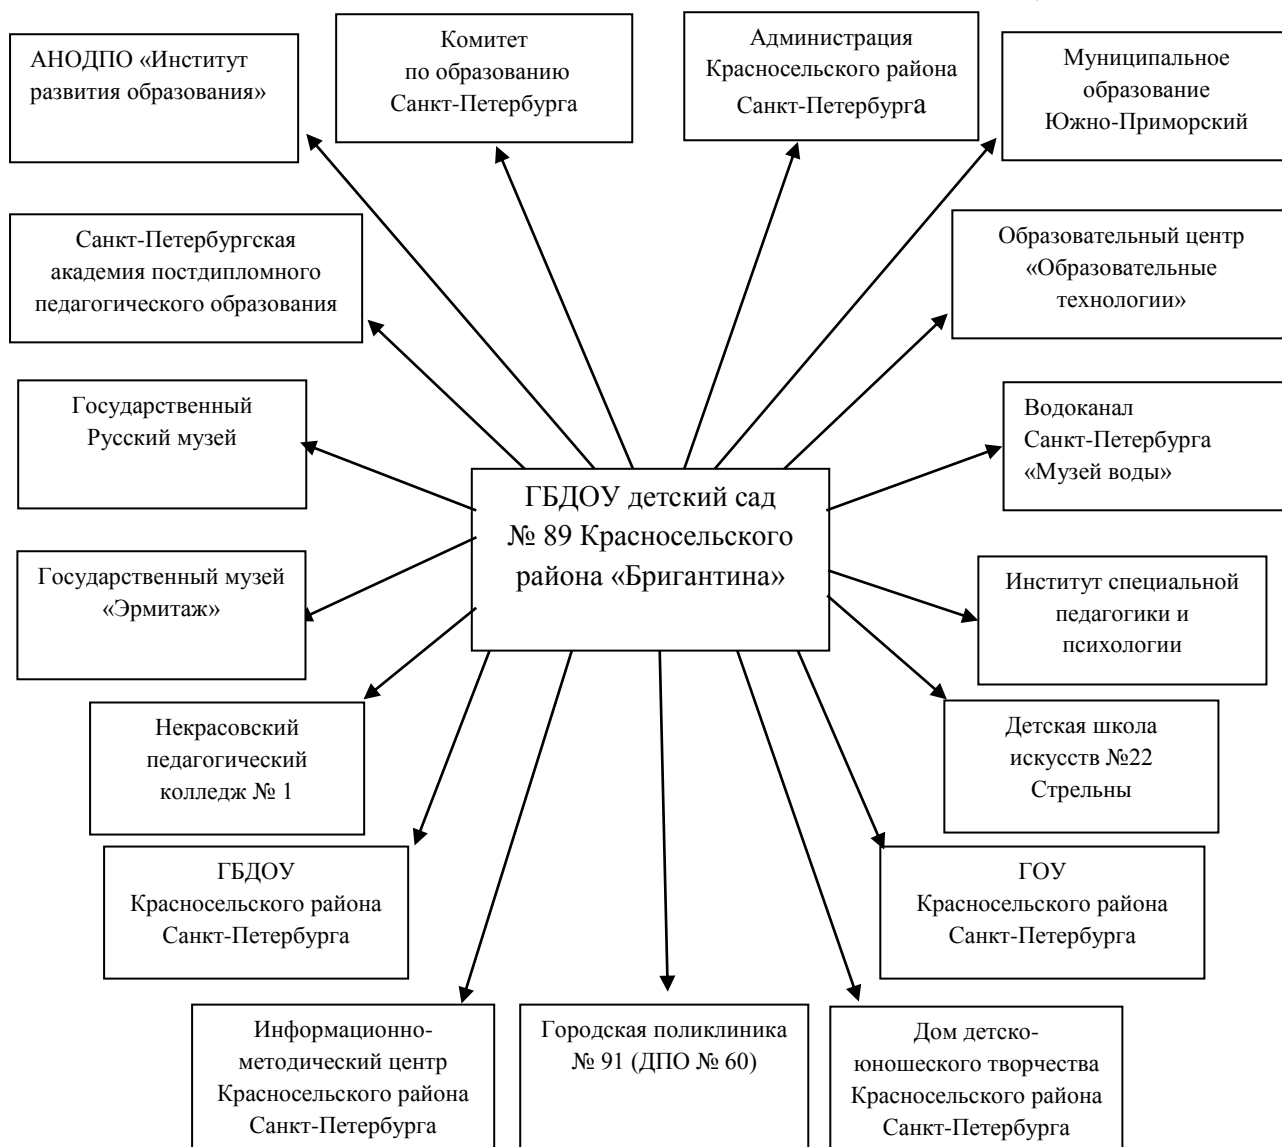 АНОДПО «Институт
развития образования»
Комитет
по образованию
Санкт-Петербурга
Администрация
Красносельского района
Санкт-Петербурга
Муниципальное
образование
Южно-Приморский
Санкт-Петербургская
академия постдипломного
педагогического образования
Образовательный центр
«Образовательные
технологии»
Государственный
Русский музей
Водоканал
Санкт-Петербурга
«Музей воды»
ГБДОУ детский сад
№ 89 Красносельского
района «Бригантина»
Государственный музей
«Эрмитаж»
Институт специальной
педагогики и
психологии
Некрасовский
педагогический
колледж № 1
Детская школа
искусств №22
Стрельны
ГБДОУ
Красносельского района
Санкт-Петербурга
ГОУ
Красносельского района
Санкт-Петербурга
Информационно-
методический центр
Красносельского района
Санкт-Петербурга
Городская поликлиника
№ 91 (ДПО № 60)
Дом детско-
юношеского творчества
Красносельского района
Санкт-Петербурга